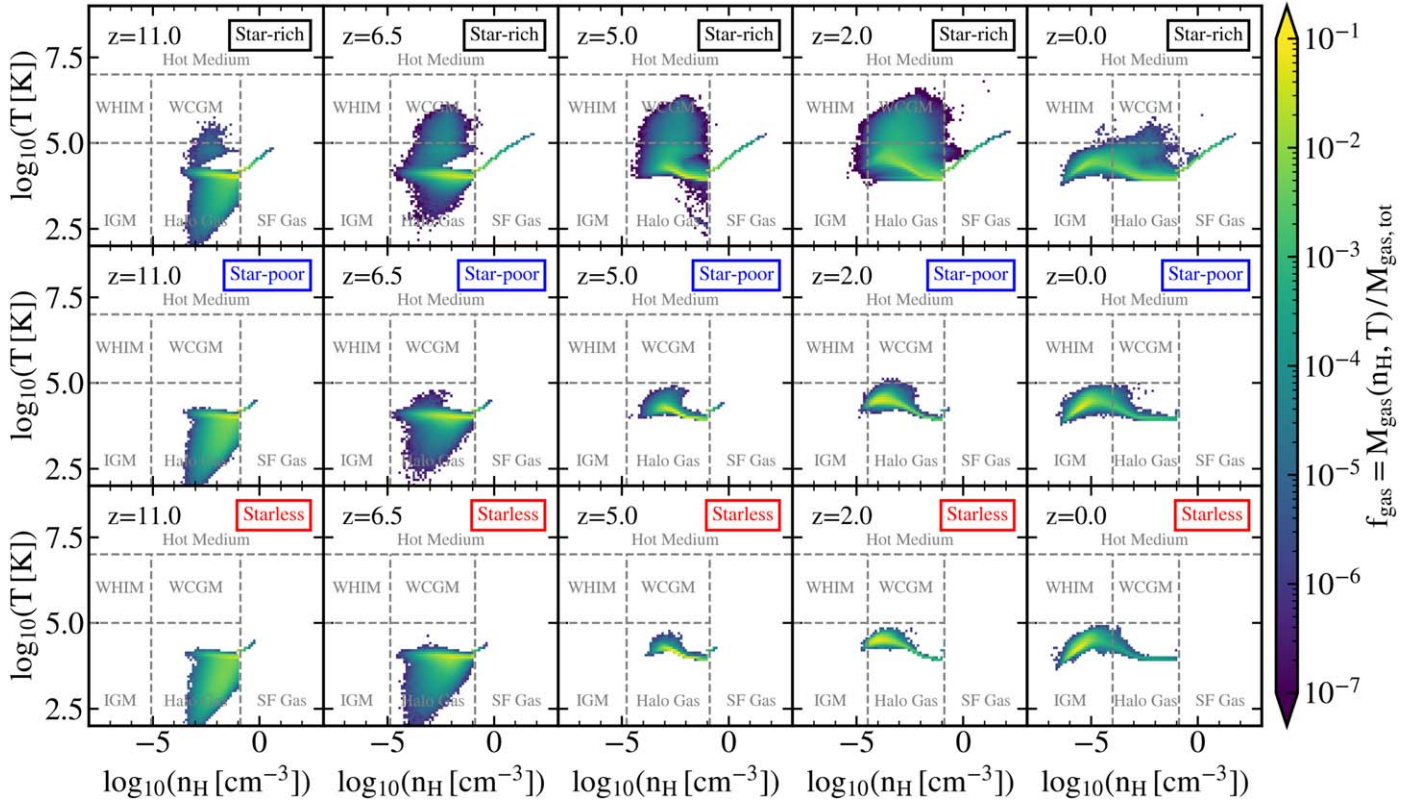 z=11.0 Star-rich z=6.5 Star-rich z=5.0 Star-rich z=2.0 Star-rich z=0.0 Star-rich
7.5 Hot Medium Hot Medium Hot Medium Hot Medium Hot Medium
WHIM WCGM WHIM WCGM WHIM WCGM WHIM WCGM WHIM WCGM
5.0
IGM Halo Gas SF Gas IGM Halo Gas SF Gas IGM Halo Gas SF Gas IGM Halo Gas SF Gas IGM Halo Gas SF Gas
2.5
log₁₀(T [K])
z=11.0 Star-poor z=6.5 Star-poor z=5.0 Star-poor z=2.0 Star-poor z=0.0 Star-poor
7.5 Hot Medium Hot Medium Hot Medium Hot Medium Hot Medium
WHIM WCGM WHIM WCGM WHIM WCGM WHIM WCGM WHIM WCGM
5.0
IGM Halo Gas SF Gas IGM Halo Gas SF Gas IGM Halo Gas SF Gas IGM Halo Gas SF Gas IGM Halo Gas SF Gas
2.5
log₁₀(T [K])
z=11.0 Starless z=6.5 Starless z=5.0 Starless z=2.0 Starless z=0.0 Starless
7.5 Hot Medium Hot Medium Hot Medium Hot Medium Hot Medium
WHIM WCGM WHIM WCGM WHIM WCGM WHIM WCGM WHIM WCGM
5.0
IGM Halo Gas SF Gas IGM Halo Gas SF Gas IGM Halo Gas SF Gas IGM Halo Gas SF Gas IGM Halo Gas SF Gas
2.5
log₁₀(T [K])
−5 0 −5 0 −5 0 −5 0 −5 0
log₁₀(n_H [cm⁻³]) log₁₀(n_H [cm⁻³]) log₁₀(n_H [cm⁻³]) log₁₀(n_H [cm⁻³]) log₁₀(n_H [cm⁻³])
10⁻¹
10⁻²
10⁻³
10⁻⁴
10⁻⁵
10⁻⁶
10⁻⁷
f_gas = M_gas(n_H, T)/M_gas,tot